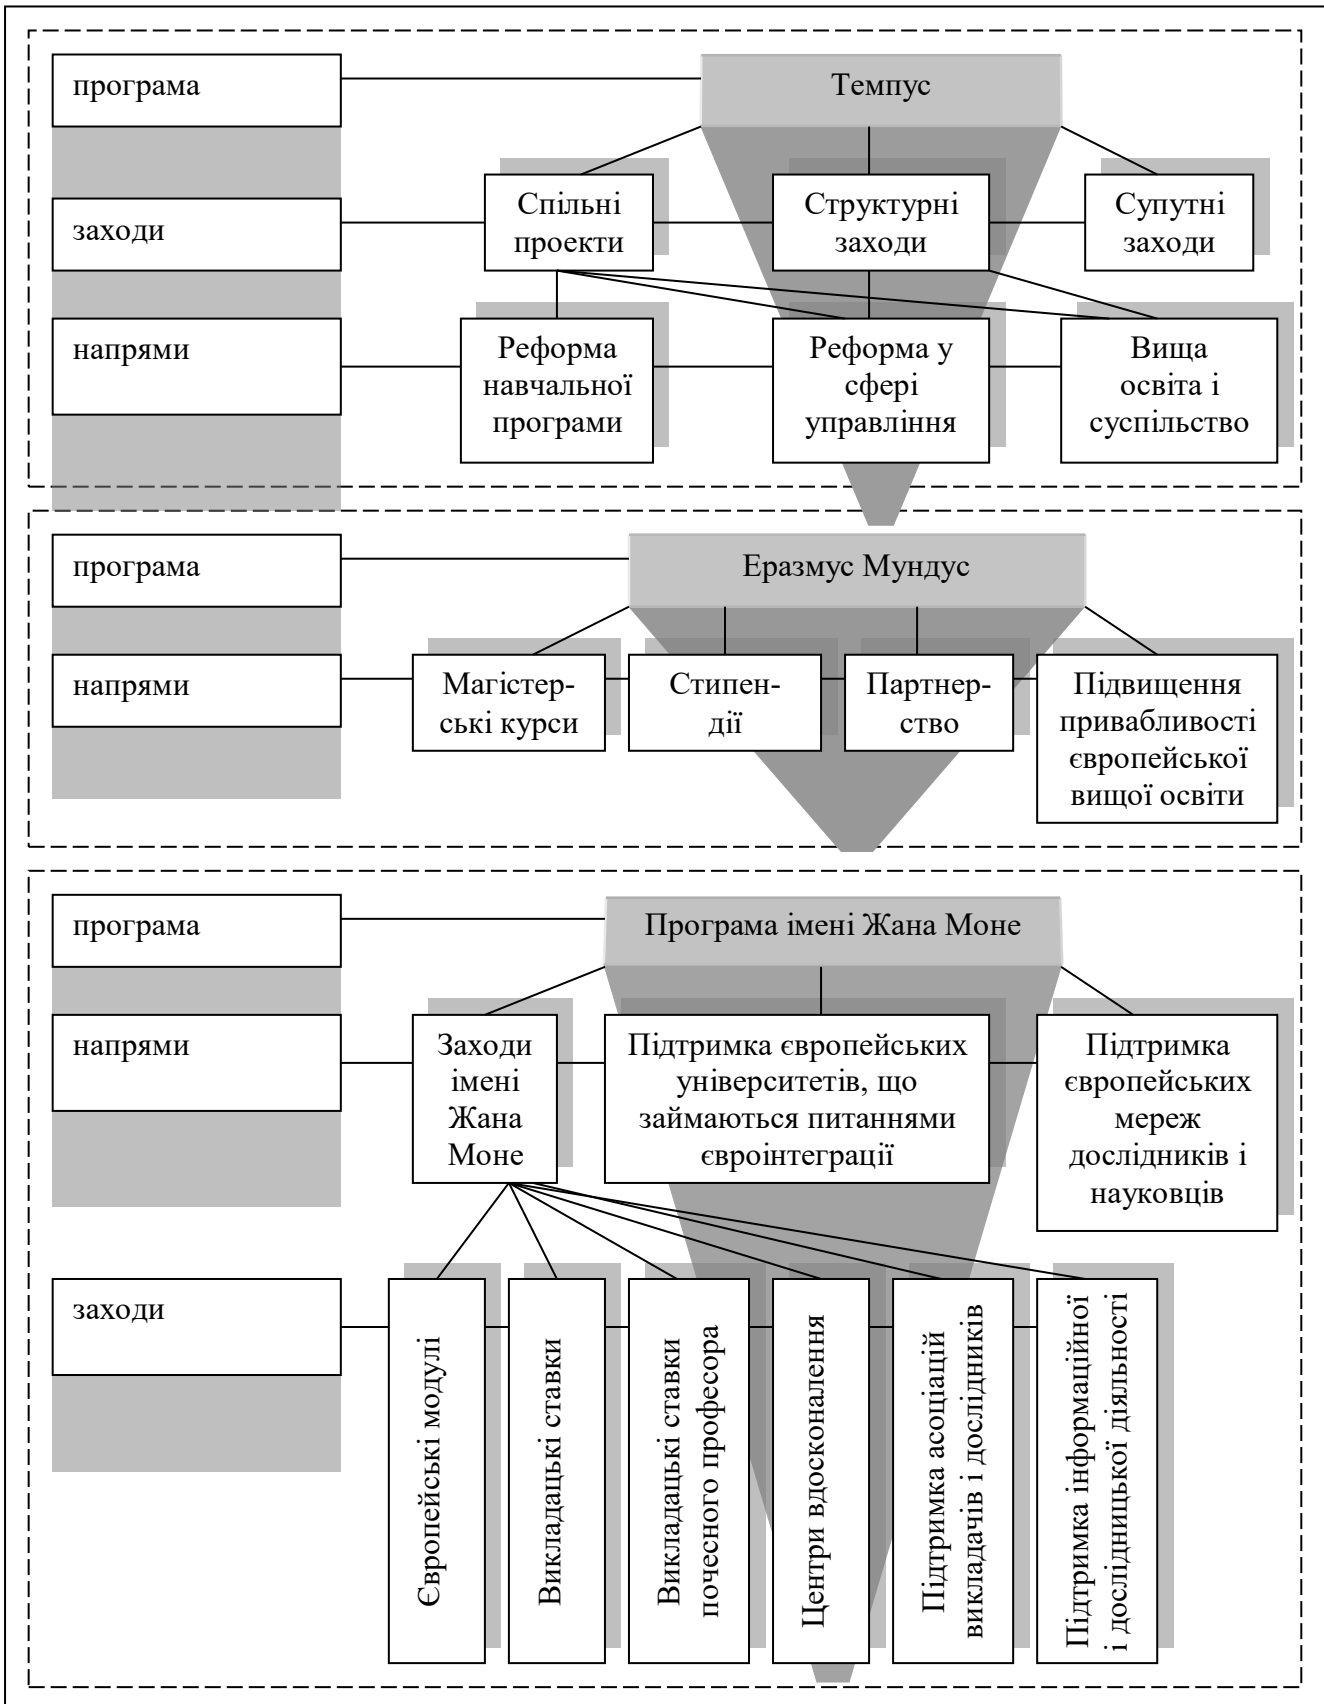 програма
Темпус
заходи
Спільні
проекти
Структурні
заходи
Супутні
заходи
напрями
Реформа
навчальної
програми
Реформа у
сфері
управління
Вища
освіта і
суспільство
програма
Еразмус Мундус
напрями
Магістер-
ські курси
Стипен-
дії
Партнер-
ство
Підвищення
привабливості
європейської
вищої освіти
програма
Програма імені Жана Моне
напрями
Заходи
імені
Жана
Моне
Підтримка європейських
університетів, що
займаються питаннями
євроінтеграції
Підтримка
європейських
мереж
дослідників і
науковців
заходи
Європейські модулі
Викладацькі ставки
Викладацькі ставки
почесного професора
Центри вдосконалення
Підтримка асоціацій
викладачів і дослідників
Підтримка інформаційної
і дослідницької діяльності